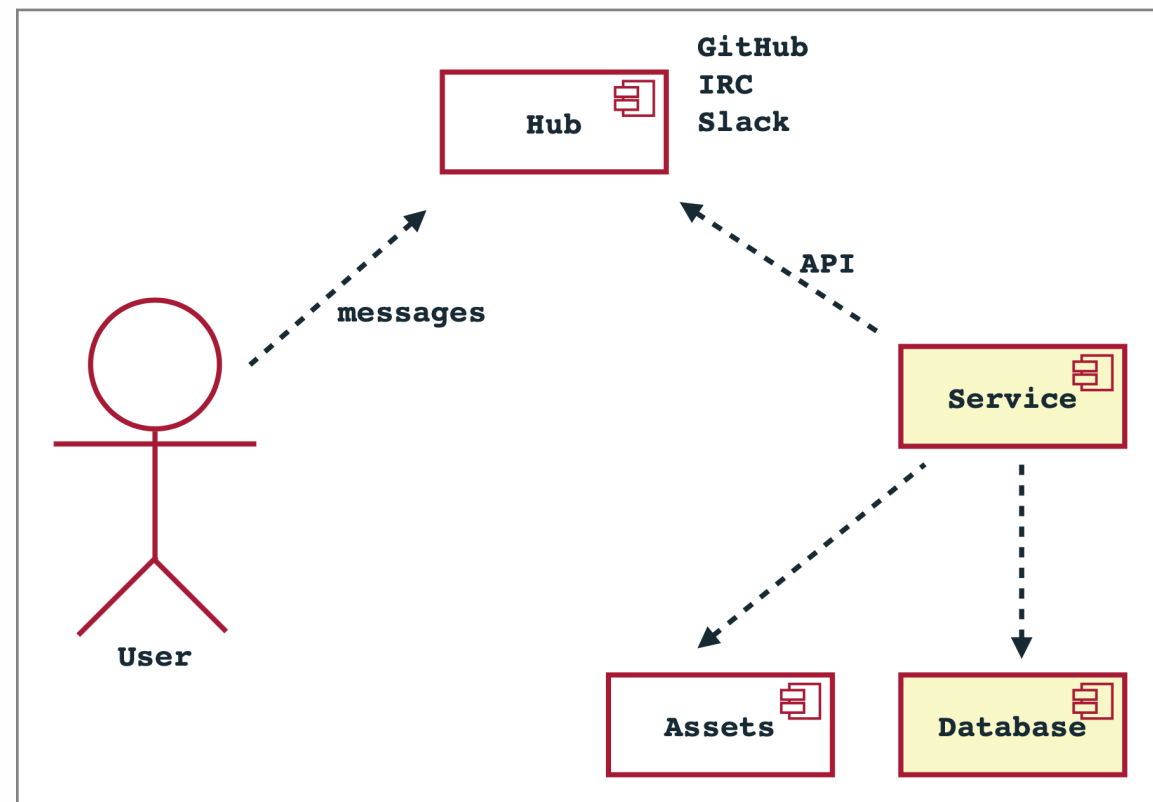 GitHub
IRC
Slack
Hub
API
messages
Service
User
Assets
Database